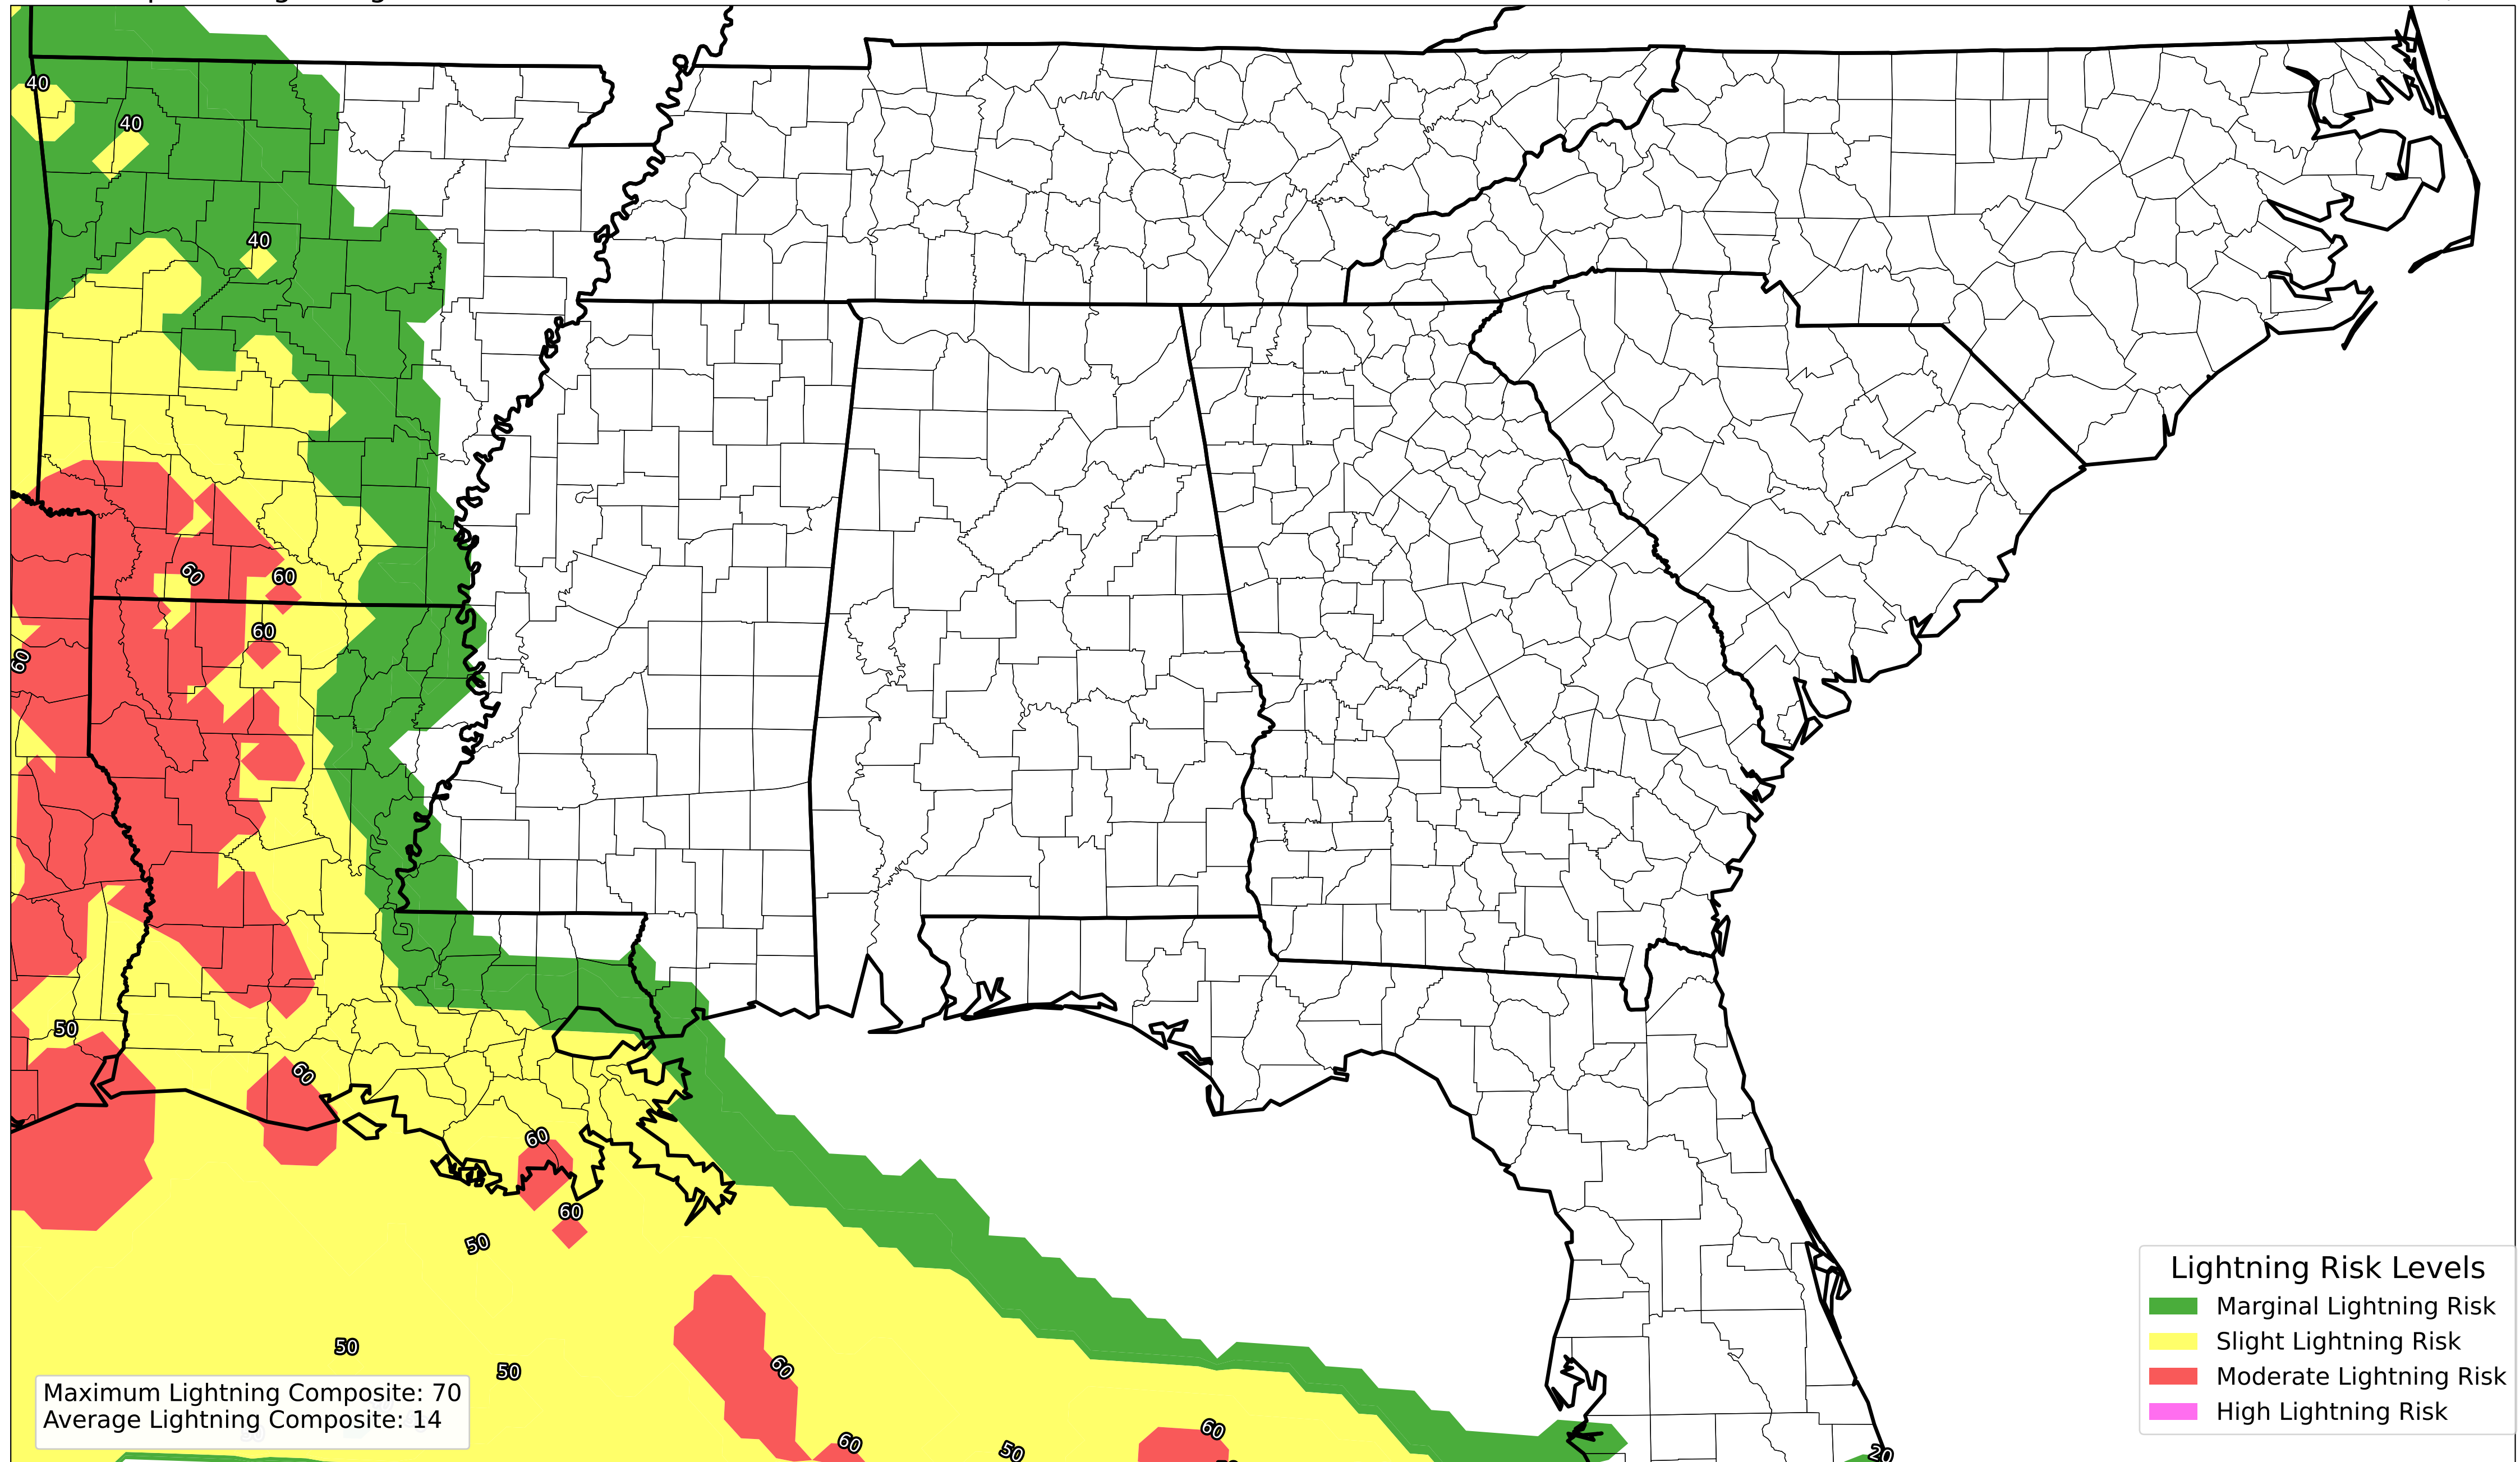 40
40
40
60
60
60
60
50
60
60
60
50
50
50
60
60
50
60
20
Maximum Lightning Composite: 70
Average Lightning Composite: 14
Lightning Risk Levels
Marginal Lightning Risk
Slight Lightning Risk
Moderate Lightning Risk
High Lightning Risk